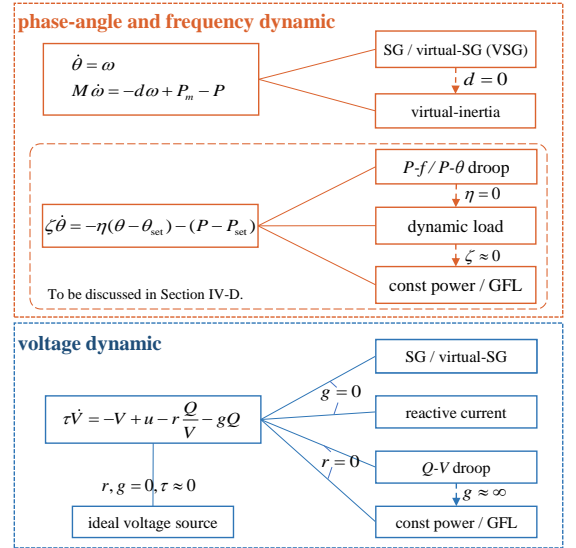 phase-angle and frequency dynamic
θ̇ = ω
Mω̇ = −dω + Pₘ − P
SG / virtual-SG (VSG)
d = 0
virtual-inertia
ζθ̇ = −η(θ − θ_set) − (P − P_set)
P-f / P-θ droop
η = 0
dynamic load
ζ ≈ 0
const power / GFL
To be discussed in Section IV-D.
voltage dynamic
τV̇ = −V + u − r Q/V − gQ
SG / virtual-SG
g = 0
reactive current
r = 0
Q-V droop
g ≈ ∞
const power / GFL
r, g = 0, τ ≈ 0
ideal voltage source